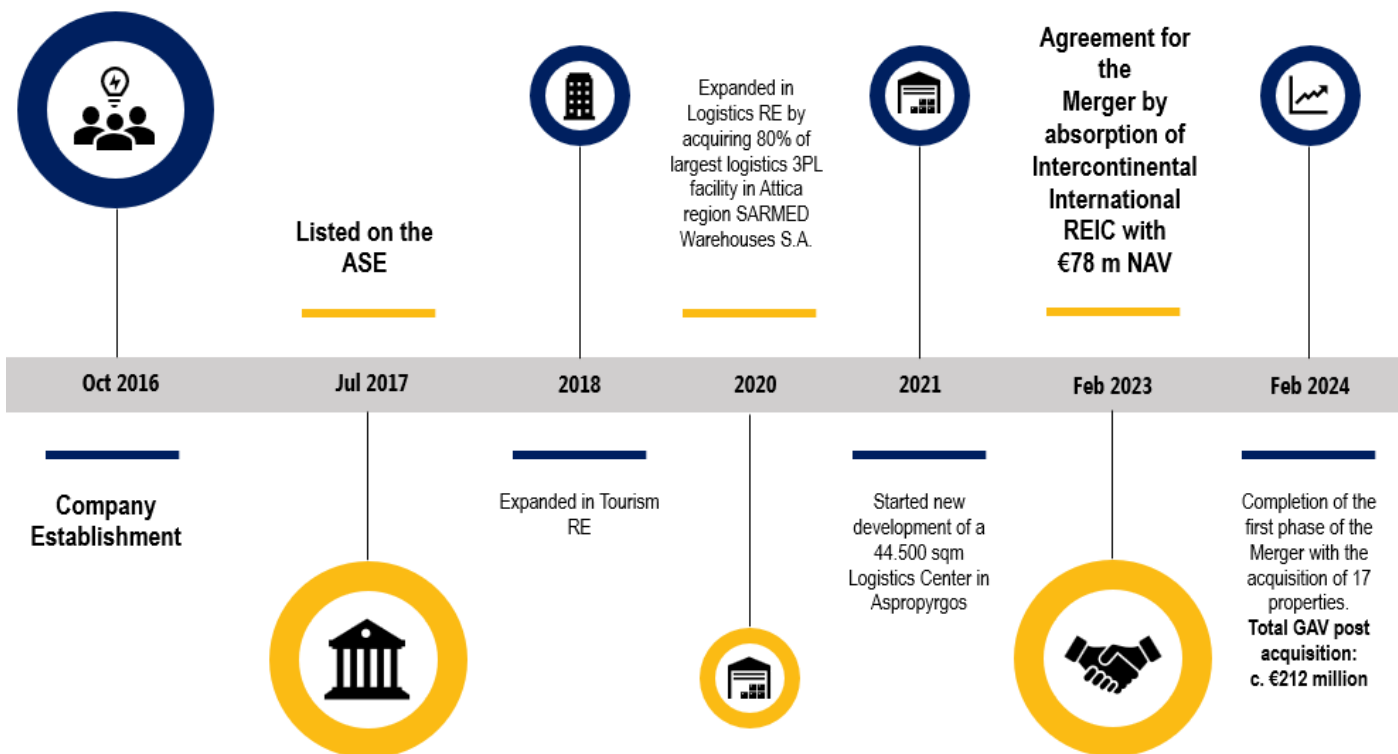 Oct 2016
Company
Establishment
Listed on the
ASE
Jul 2017
2018
Expanded in Tourism
RE
Expanded in
Logistics RE by
acquiring 80% of
largest logistics 3PL
facility in Attica
region SARMED
Warehouses S.A.
2020
2021
Started new
development of a
44.500 sqm
Logistics Center in
Aspropyrgos
Agreement for
the
Merger by
absorption of
Intercontinental
International
REIC with
€78 m NAV
Feb 2023
Feb 2024
Completion of the
first phase of the
Merger with the
acquisition of 17
properties.
Total GAV post
acquisition:
c. €212 million